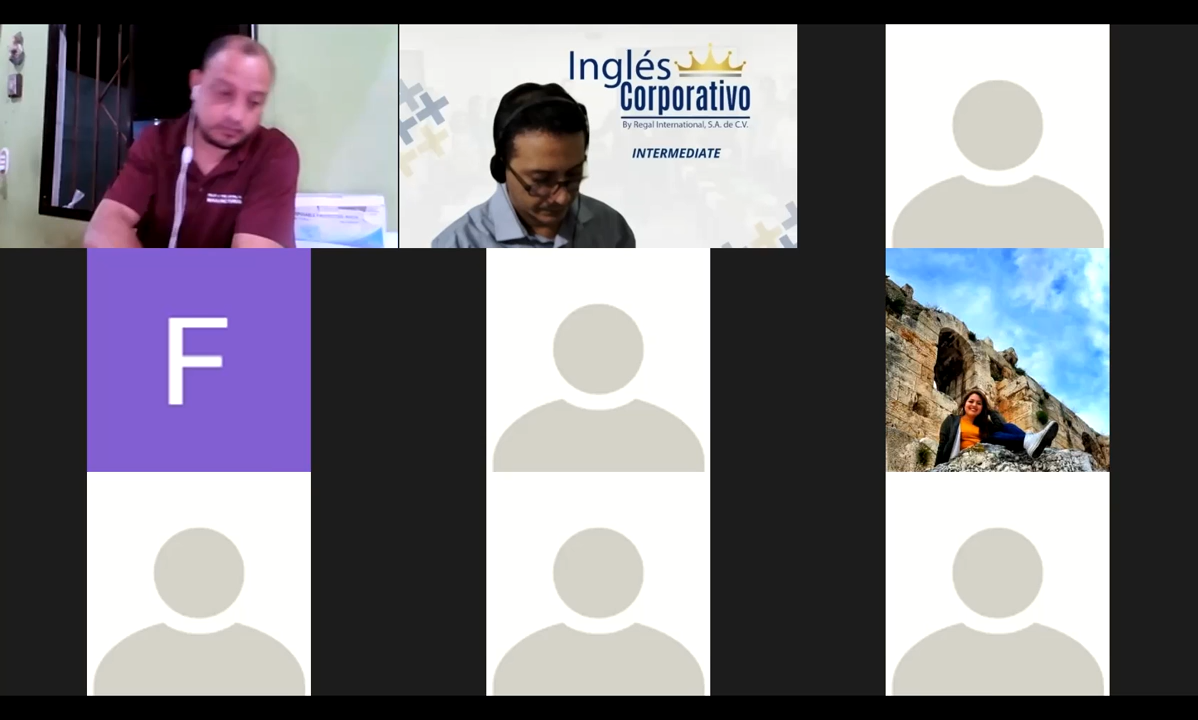 Inglés
Corporativo
By Regal International, S.A. de C.V.
INTERMEDIATE
F